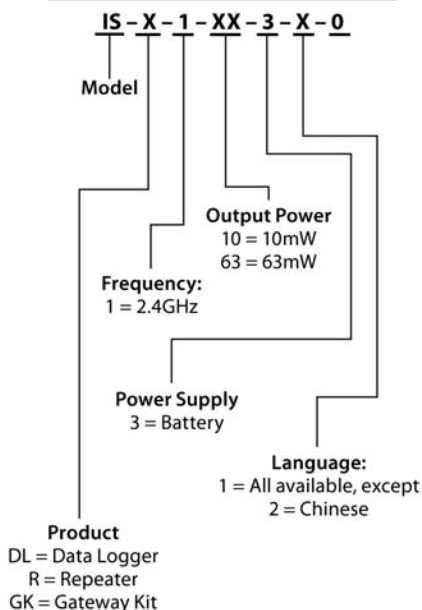 IS – X – 1 – XX – 3 – X – 0
Model
Output Power
10 = 10mW
63 = 63mW
Frequency:
1 = 2.4GHz
Power Supply
3 = Battery
Language:
1 = All available, except
2 = Chinese
Product
DL = Data Logger
R = Repeater
GK = Gateway Kit